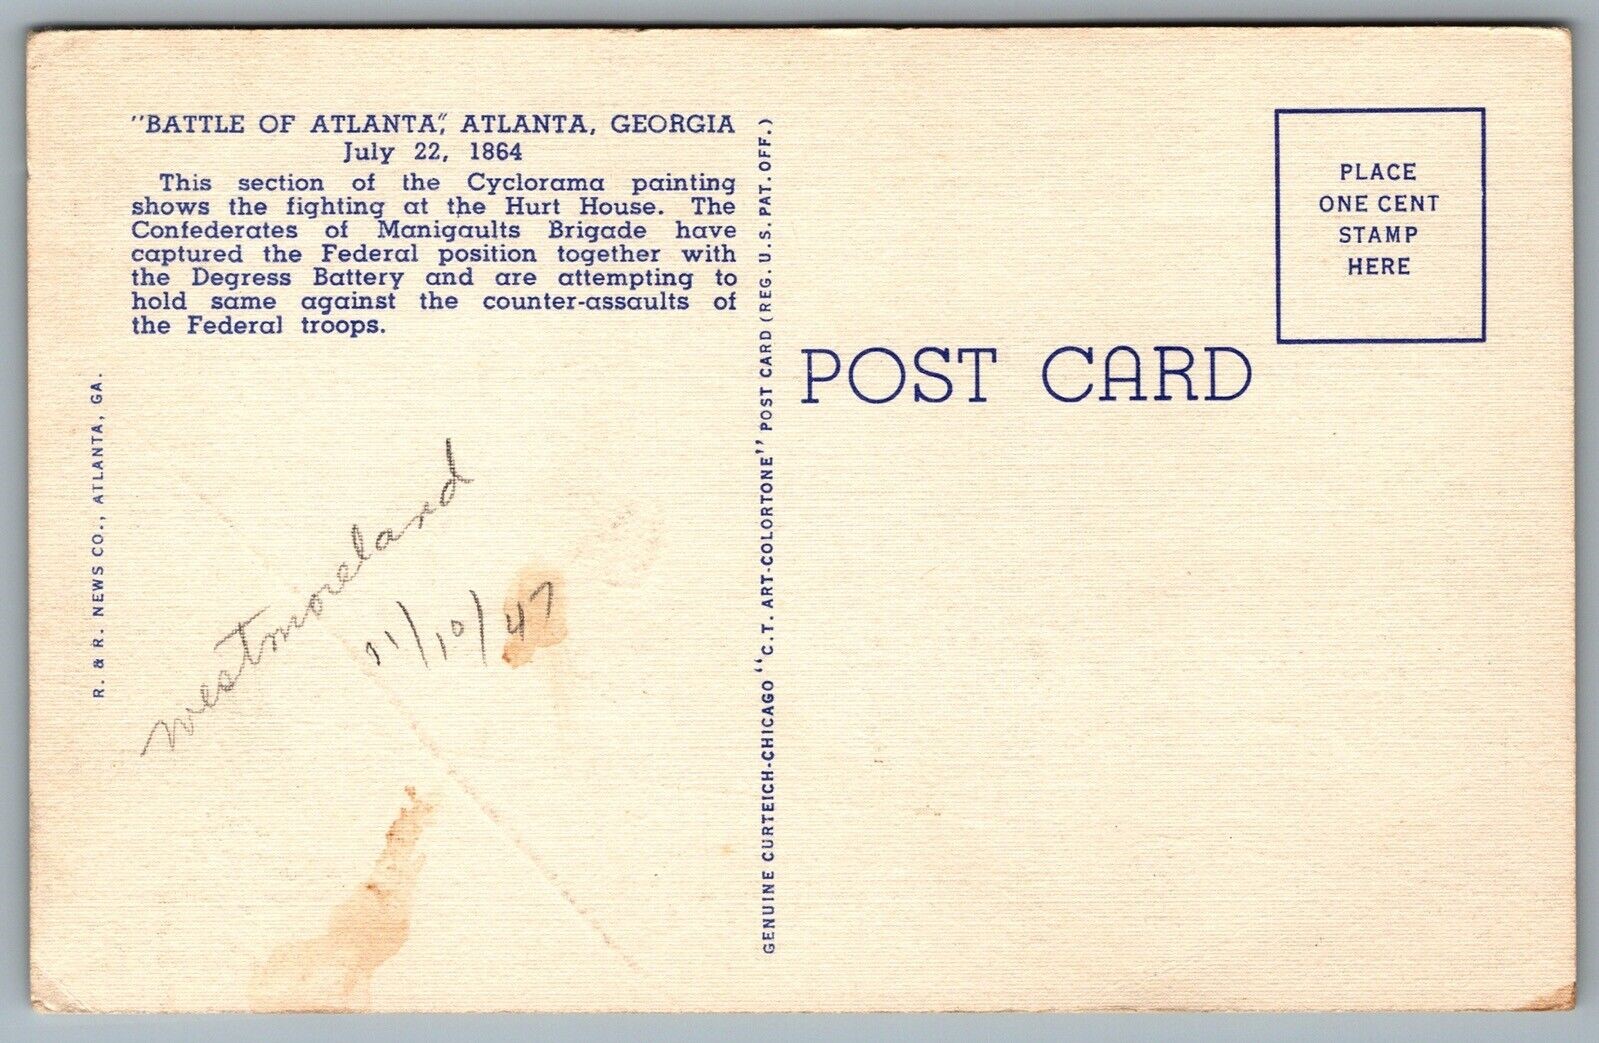 "BATTLE OF ATLANTA", ATLANTA, GEORGIA
July 22, 1864
This section of the Cyclorama painting
shows the fighting at the Hurt House. The
Confederates of Manigaults Brigade have
captured the Federal position together with
the Degress Battery and are attempting to
hold same against the counter-assaults of
the Federal troops.
R. & R. NEWS CO., ATLANTA, GA.
westmoreland
11/10/47
GENUINE CURTEICH-CHICAGO "C.T. ART-COLORTONE" POST CARD (REG. U.S. PAT. OFF.)
POST CARD
PLACE
ONE CENT
STAMP
HERE